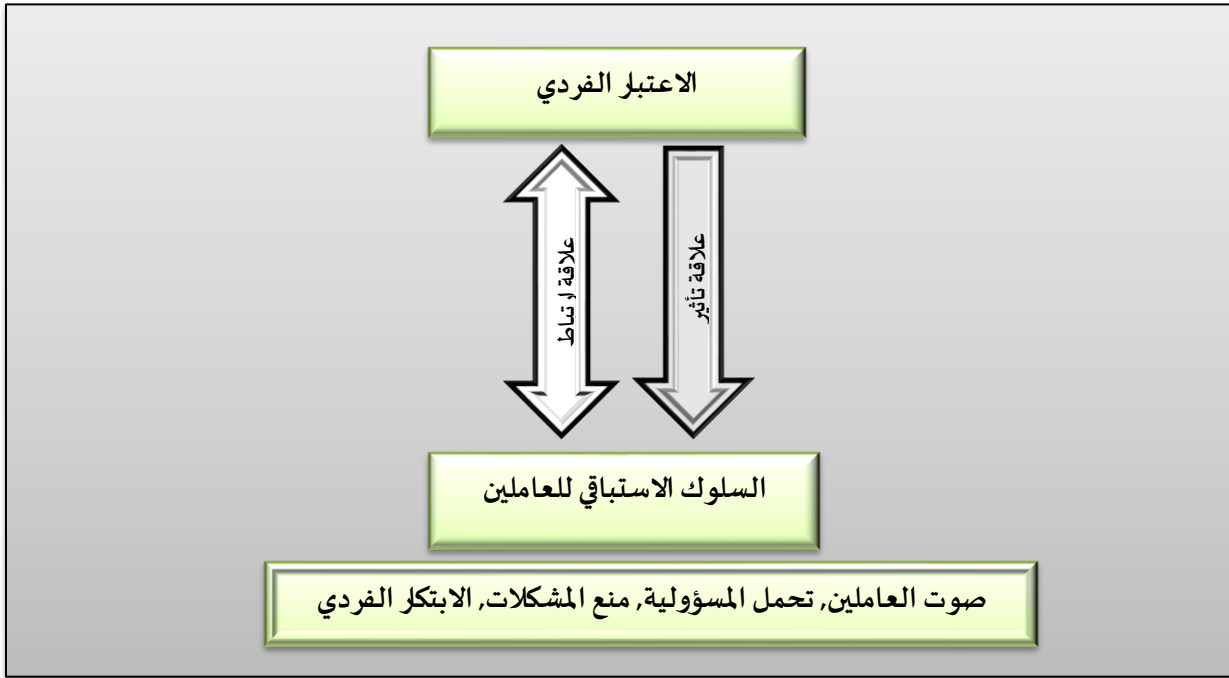 الاعتبار الفردي
علاقة ارتباط
علاقة تأثير
السلوك الاستباقي للعاملين
صوت العاملين, تحمل المسؤولية, منع المشكلات, الابتكار الفردي